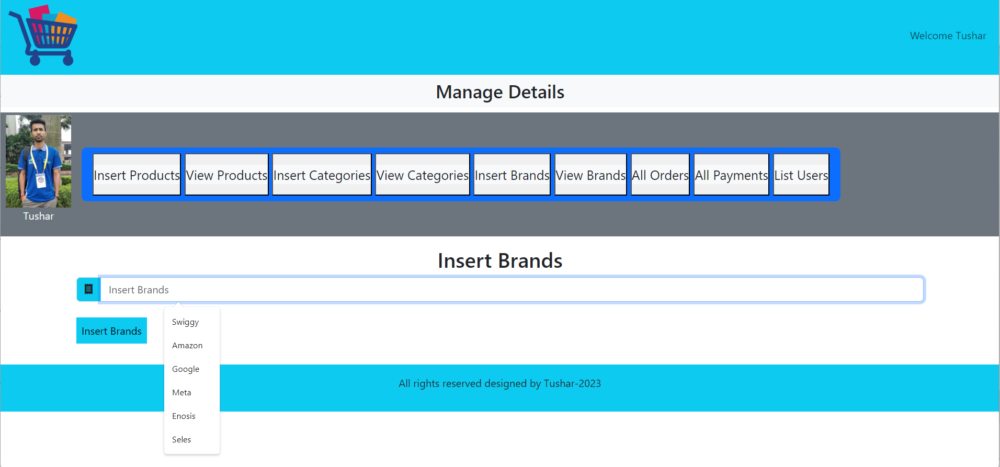 Welcome Tushar
Manage Details
Insert Products View Products Insert Categories View Categories Insert Brands View Brands All Orders All Payments List Users
Tushar
Insert Brands
Insert Brands
Insert Brands
Swiggy
Amazon
Google
Meta
Enosis
Seles
All rights reserved designed by Tushar-2023